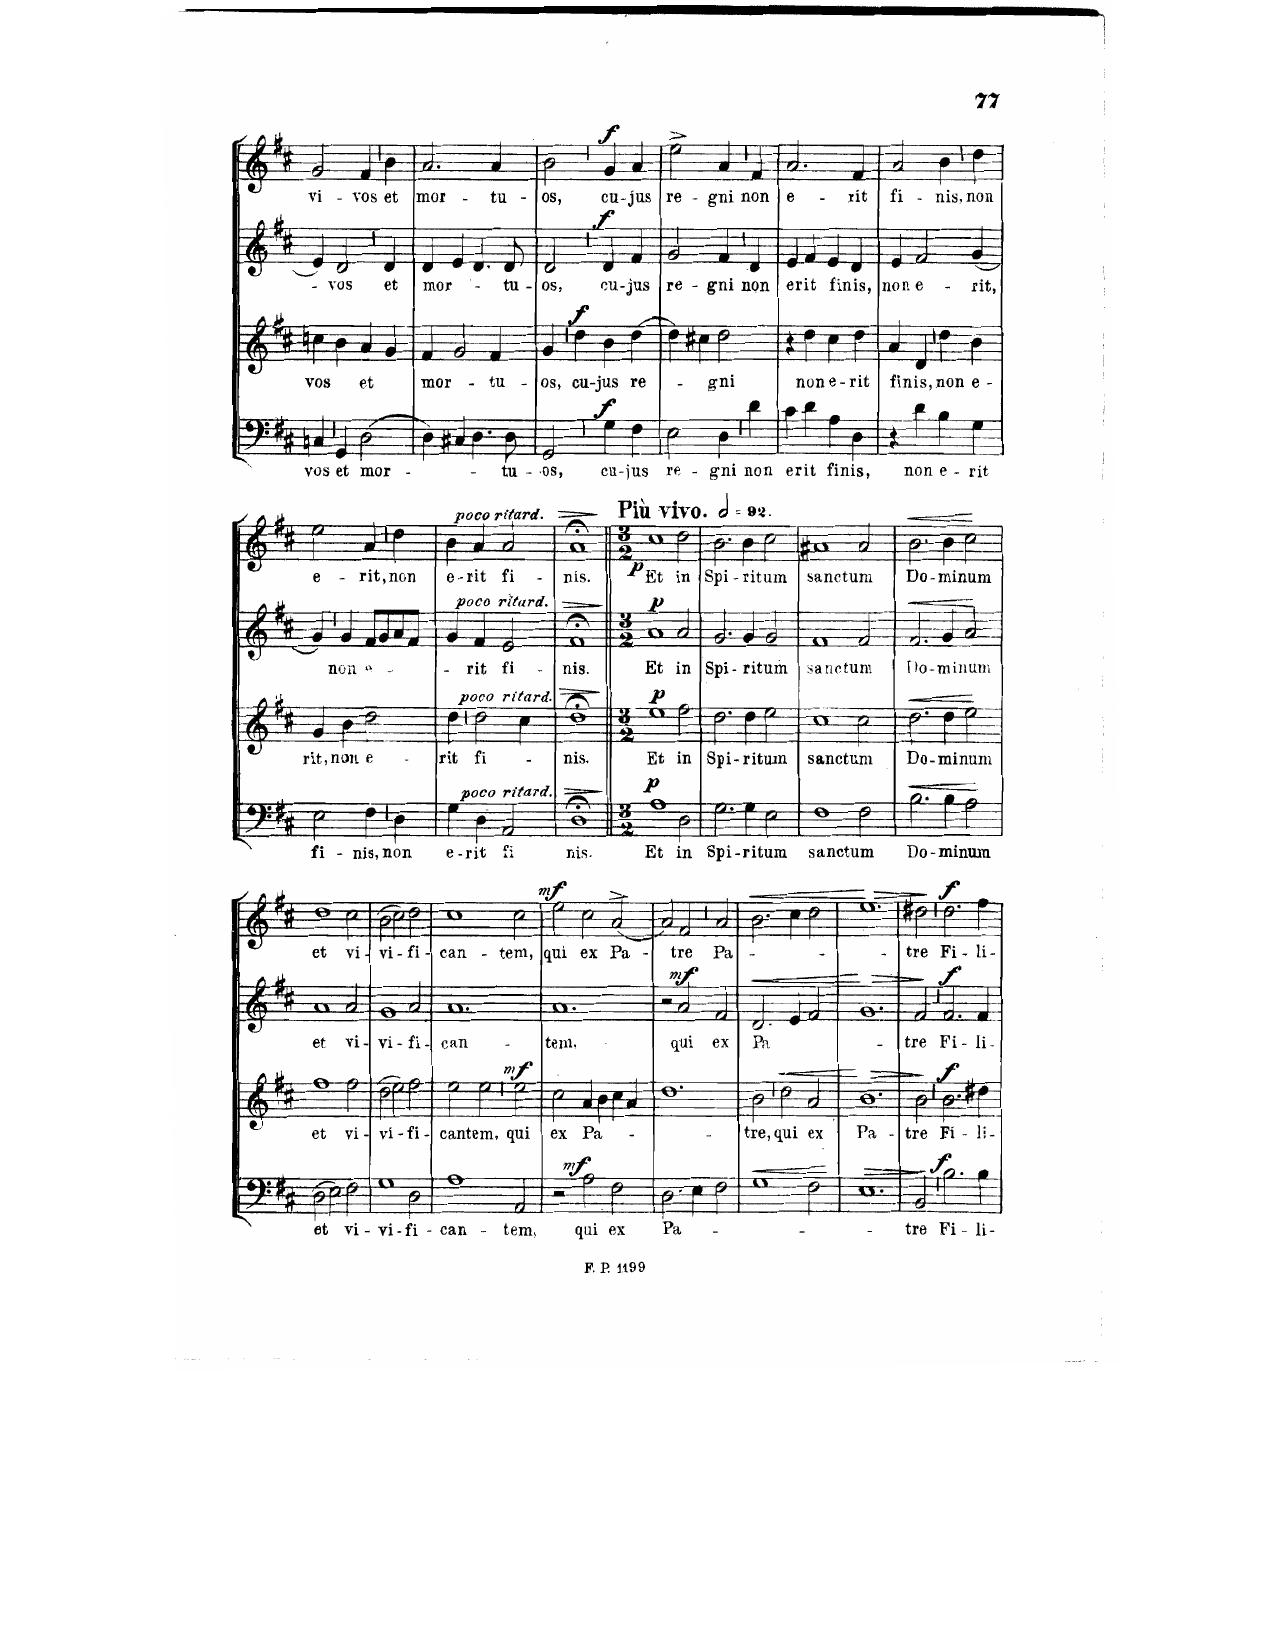 77
f
vi - vos et mor - tu - os, cu-jus re - gni non e - rit fi - nis, non
f
- vos et mor - tu - os, cu-jus re - gni non erit finis, non e - rit,
f
vos et mor - tu - os, cu-jus re - gni non e-rit finis, non e -
f
vos et mor - - tu - os, cu-jus re - gni non erit finis, non e - rit
poco ritard. Più vivo. = 92.
3 2
p
e - rit, non e-rit fi - nis. Et in Spi - ritum sanctum Do-minum
poco ritard. p
3 2
non e - - rit fi - nis. Et in Spi - ritum sanctum Do-minum
poco ritard. p
3 2
rit, non e - rit fi - nis. Et in Spi - ritum sanctum Do-minum
poco ritard. p
3 2
fi - nis, non e-rit fi nis. Et in Spi - ritum sanctum Do-minum
mf f
et vi - vi - fi - can - tem, qui ex Pa - tre Pa - - - tre Fi - li -
mf f
et vi - vi - fi - can - tem, qui ex Pa - tre Fi - li -
mf f
et vi - vi - fi - cantem, qui ex Pa - - tre, qui ex Pa - tre Fi - li -
mf f
et vi - vi - fi - can - tem, qui ex Pa - - - tre Fi - li -
F. P. 1199